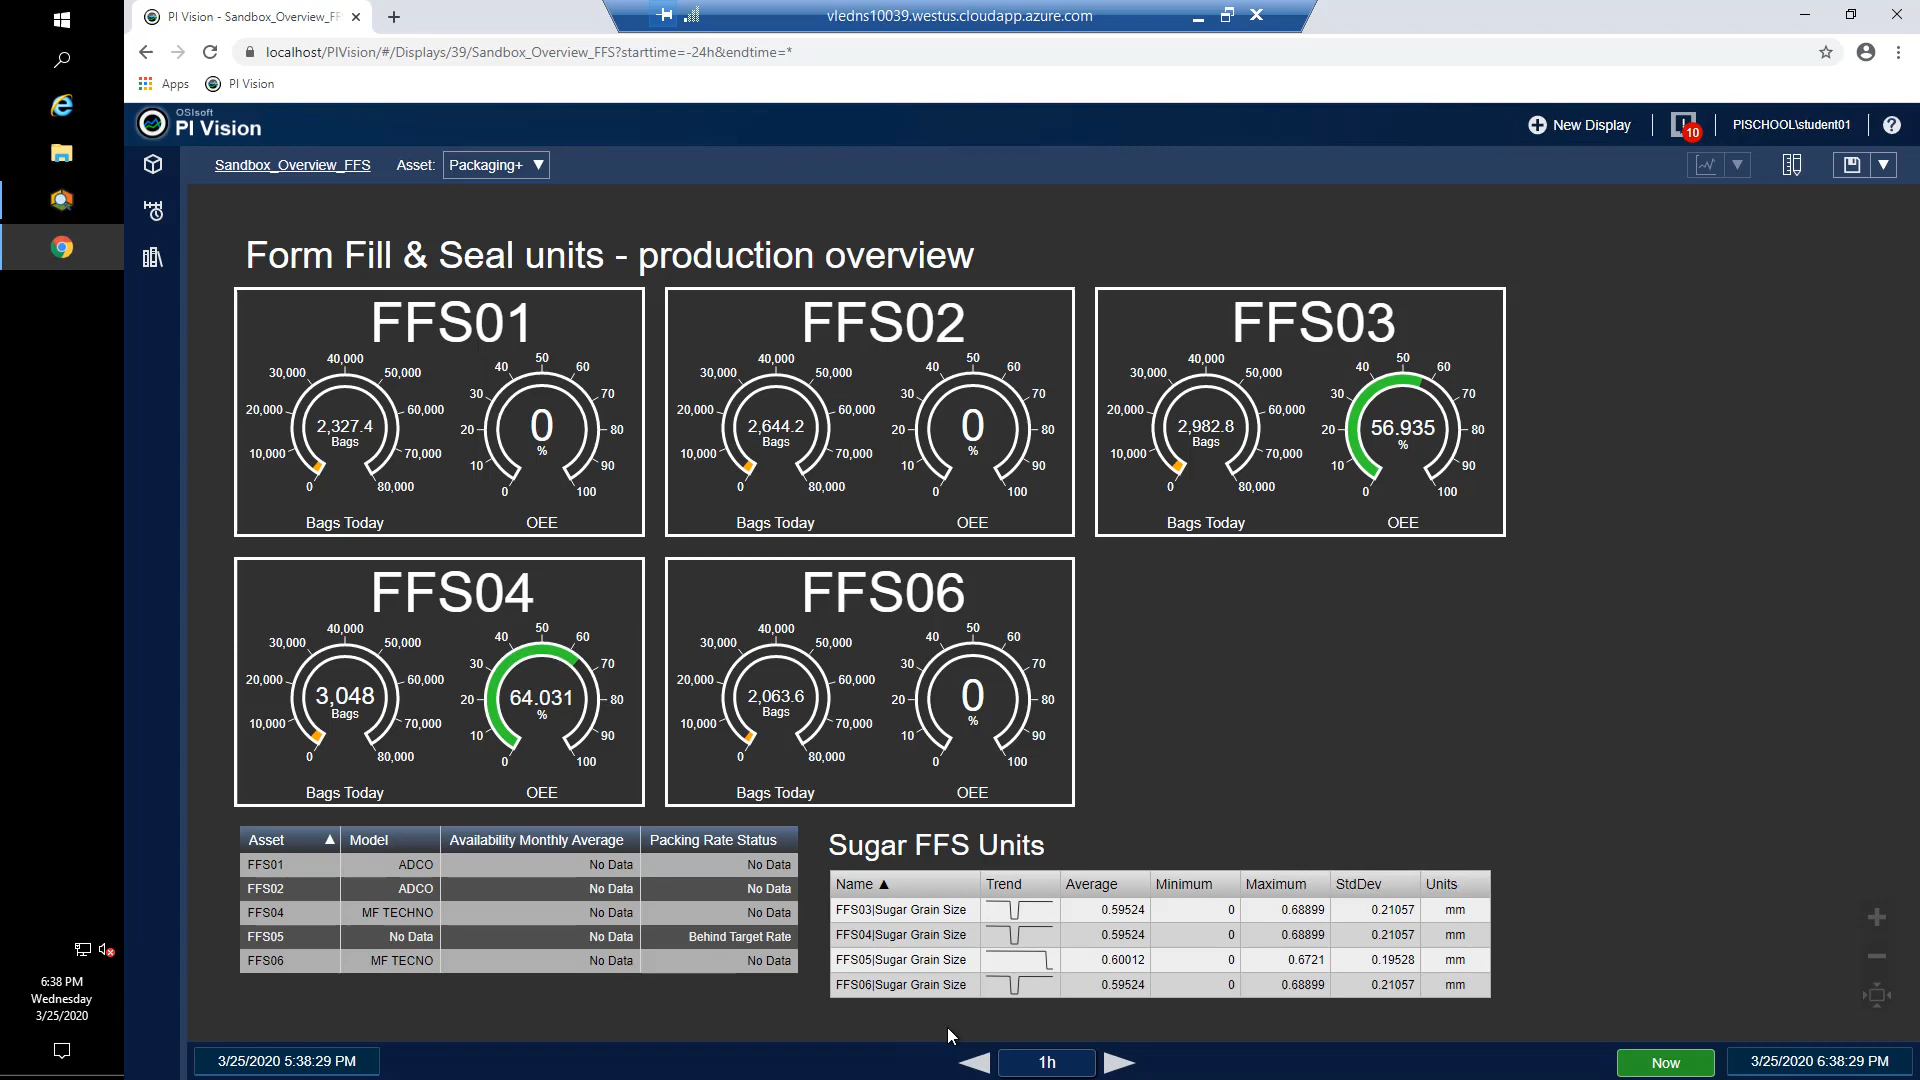 PI Vision - Sandbox_Overview_FF
vledns10039.westus.cloudapp.azure.com
localhost/PIVision/#/Displays/39/Sandbox_Overview_FFS?starttime=-24h&endtime=*
Apps PI Vision
OSIsoft
PI Vision
New Display 10 PISCHOOL\student01 ?
Sandbox_Overview_FFS Asset: Packaging+
Form Fill & Seal units - production overview
FFS01
0 10,000 20,000 30,000 40,000 50,000 60,000 70,000 80,000
2,327.4
Bags
Bags Today
0 10 20 30 40 50 60 70 80 90 100
0
%
OEE
FFS02
0 10,000 20,000 30,000 40,000 50,000 60,000 70,000 80,000
2,644.2
Bags
Bags Today
0 10 20 30 40 50 60 70 80 90 100
0
%
OEE
FFS03
0 10,000 20,000 30,000 40,000 50,000 60,000 70,000 80,000
2,982.8
Bags
Bags Today
0 10 20 30 40 50 60 70 80 90 100
56.935
%
OEE
FFS04
0 10,000 20,000 30,000 40,000 50,000 60,000 70,000 80,000
3,048
Bags
Bags Today
0 10 20 30 40 50 60 70 80 90 100
64.031
%
OEE
FFS06
0 10,000 20,000 30,000 40,000 50,000 60,000 70,000 80,000
2,063.6
Bags
Bags Today
0 10 20 30 40 50 60 70 80 90 100
0
%
OEE
Asset Model Availability Monthly Average Packing Rate Status
FFS01 ADCO No Data No Data
FFS02 ADCO No Data No Data
FFS04 MF TECHNO No Data No Data
FFS05 No Data No Data Behind Target Rate
FFS06 MF TECNO No Data No Data
Sugar FFS Units
Name Trend Average Minimum Maximum StdDev Units
FFS03|Sugar Grain Size 0.59524 0 0.68899 0.21057 mm
FFS04|Sugar Grain Size 0.59524 0 0.68899 0.21057 mm
FFS05|Sugar Grain Size 0.60012 0 0.6721 0.19528 mm
FFS06|Sugar Grain Size 0.59524 0 0.68899 0.21057 mm
6:38 PM
Wednesday
3/25/2020
3/25/2020 5:38:29 PM 1h Now 3/25/2020 6:38:29 PM